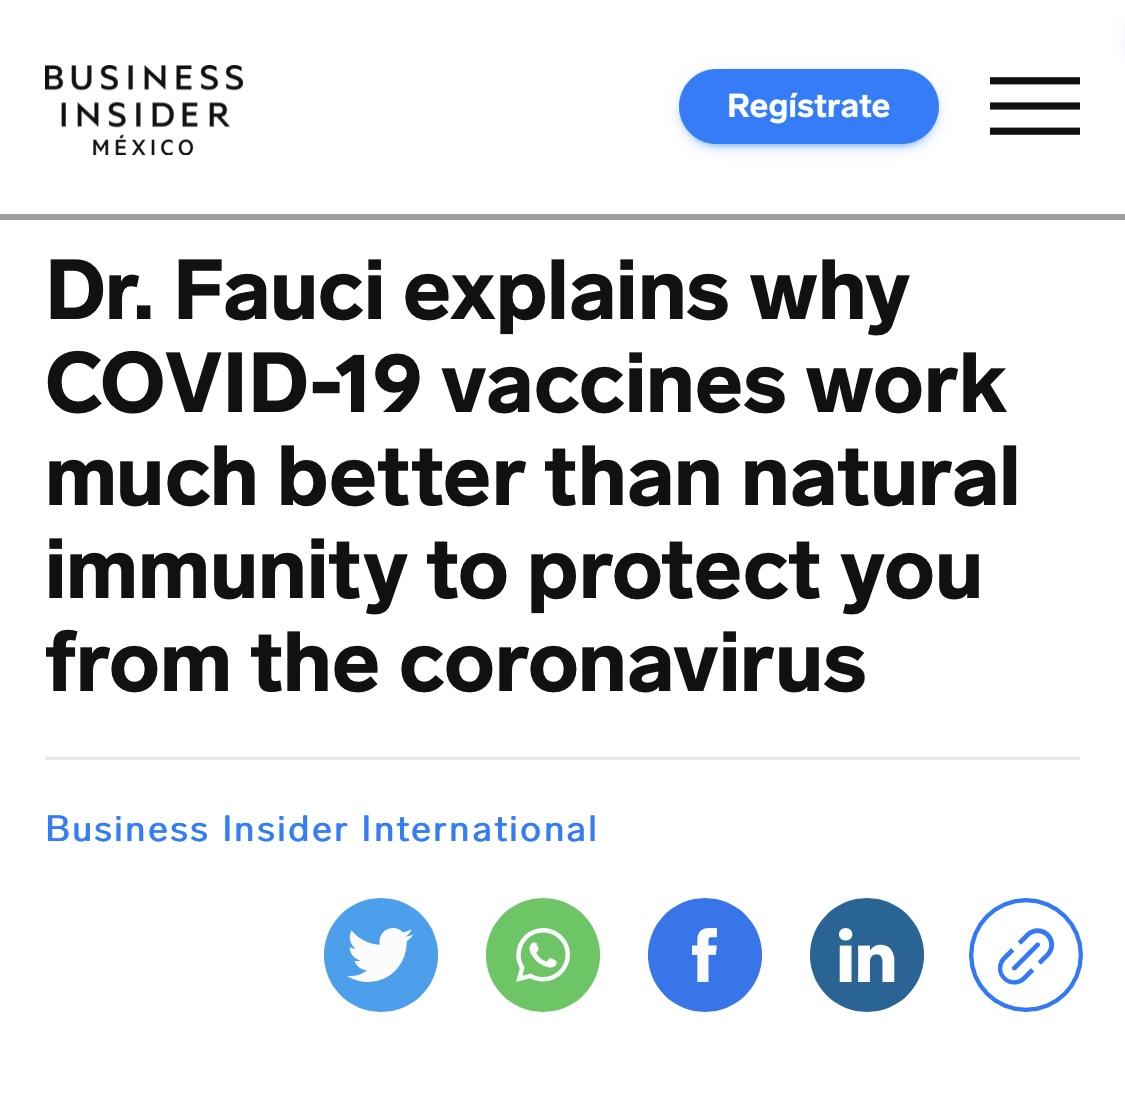 BUSINESS
INSIDER
MÉXICO
Regístrate
Dr. Fauci explains why
COVID-19 vaccines work
much better than natural
immunity to protect you
from the coronavirus
Business Insider International